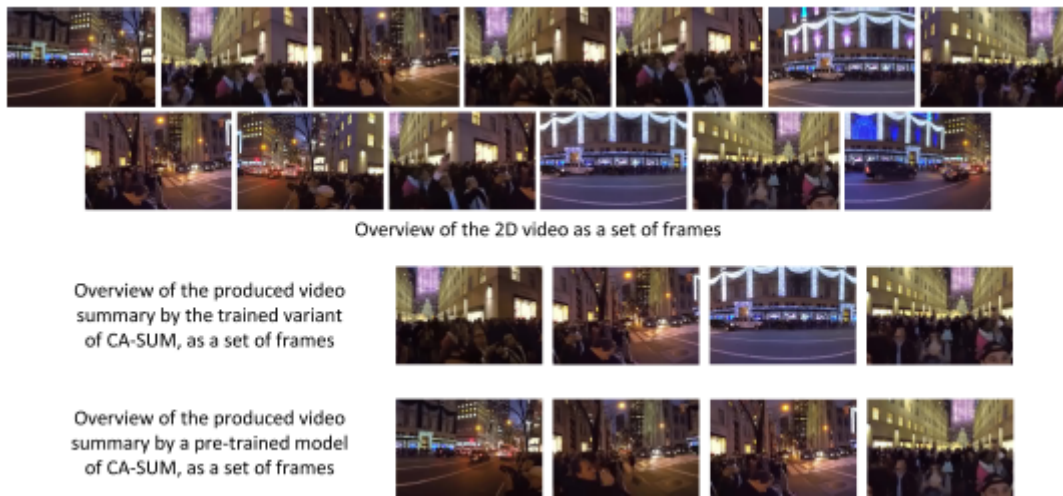 Overview of the 2D video as a set of frames
Overview of the produced video
summary by the trained variant
of CA-SUM, as a set of frames
Overview of the produced video
summary by a pre-trained model
of CA-SUM, as a set of frames